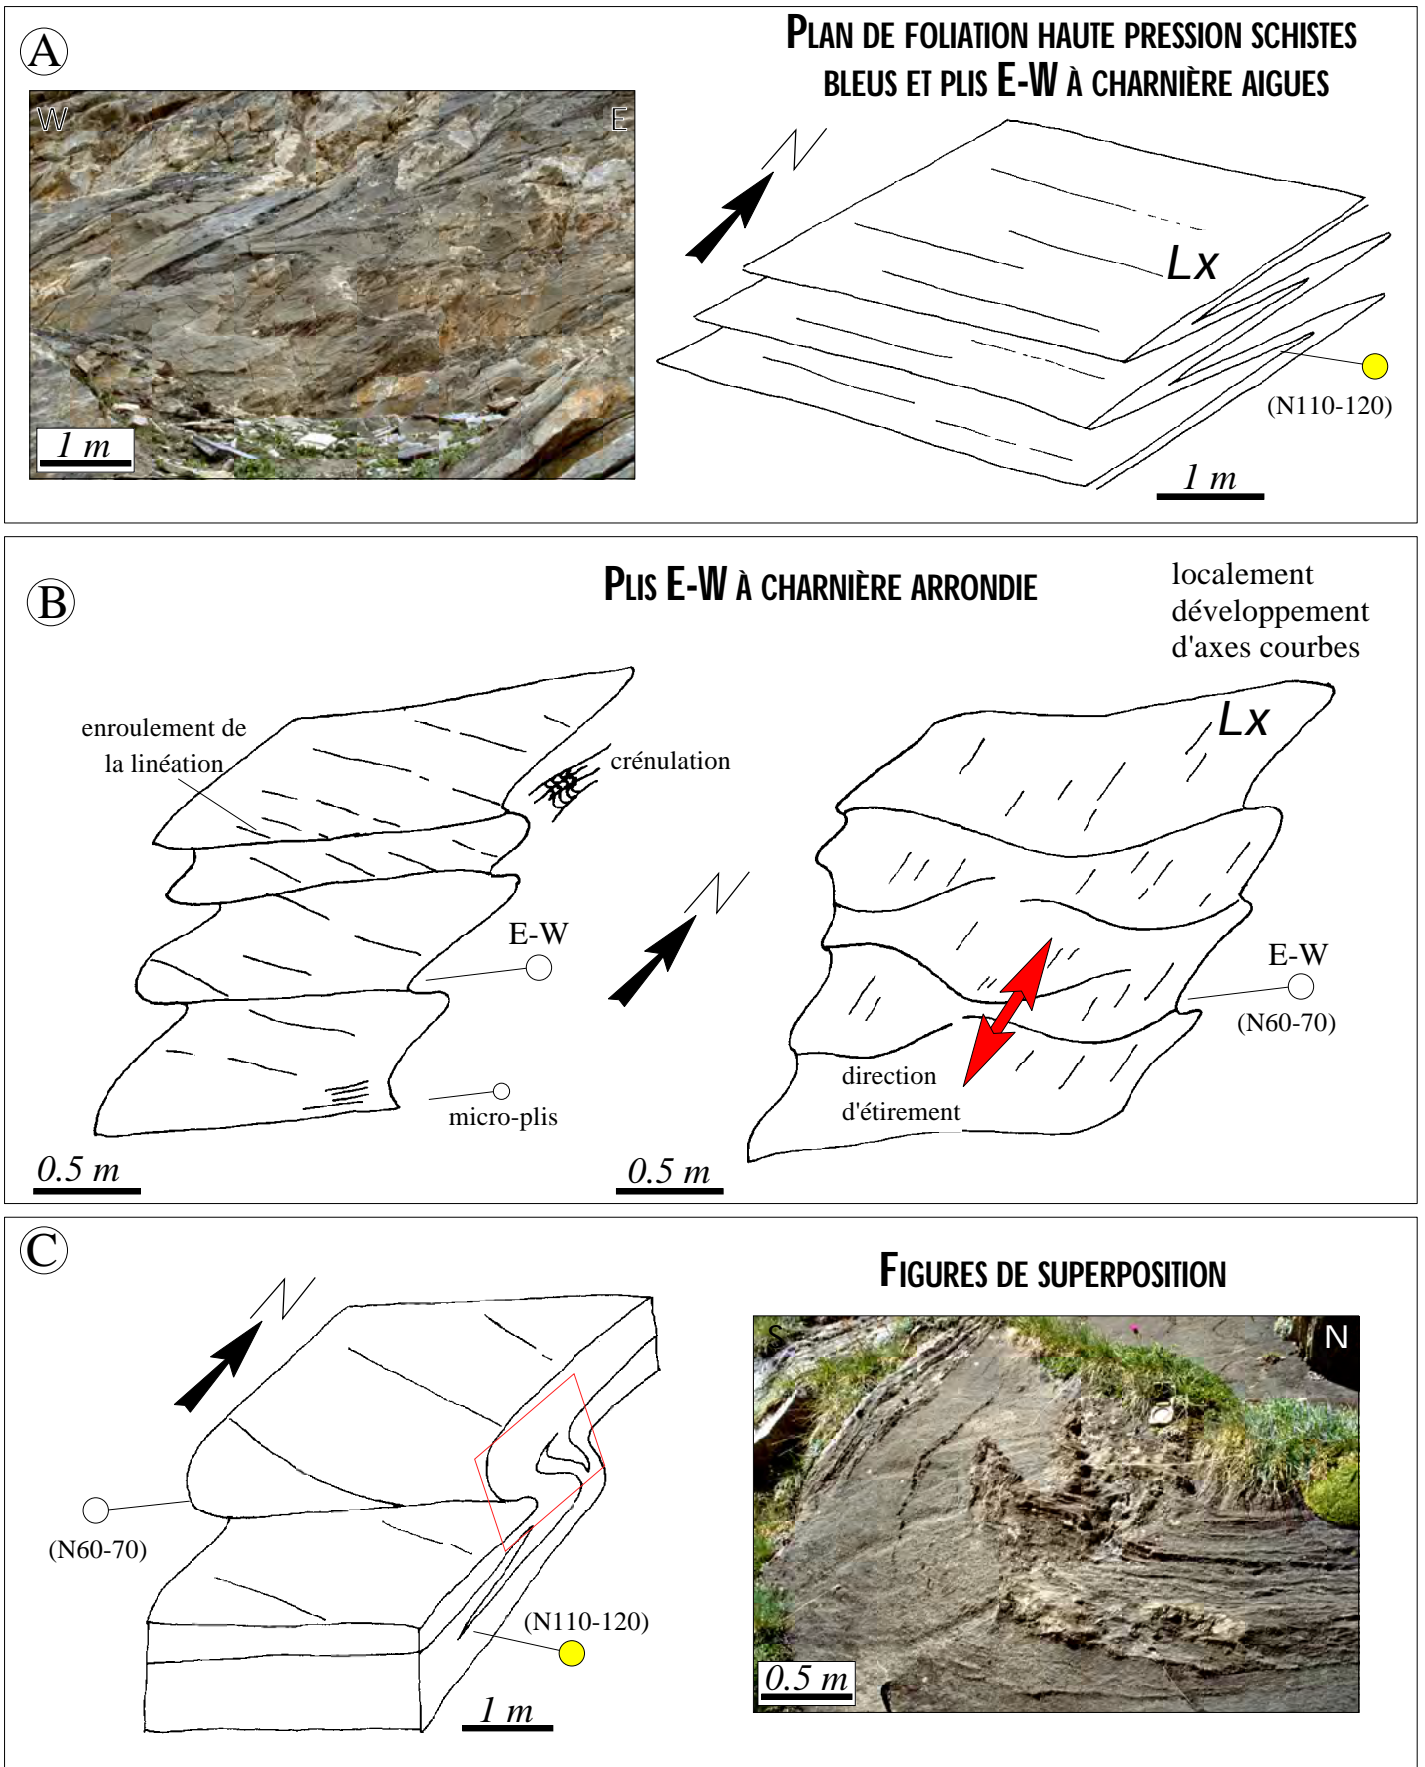 A
PLAN DE FOLIATION HAUTE PRESSION SCHISTES
BLEUS ET PLIS E-W À CHARNIÈRE AIGUES
W
E
N
Lx
(N110-120)
1 m
1 m
B
PLIS E-W À CHARNIÈRE ARRONDIE
localement
développement
d'axes courbes
enroulement de
la linéation
crénulation
Lx
N
E-W
E-W
(N60-70)
direction
d'étirement
micro-plis
0.5 m
0.5 m
C
FIGURES DE SUPERPOSITION
N
S
N
(N60-70)
(N110-120)
1 m
0.5 m